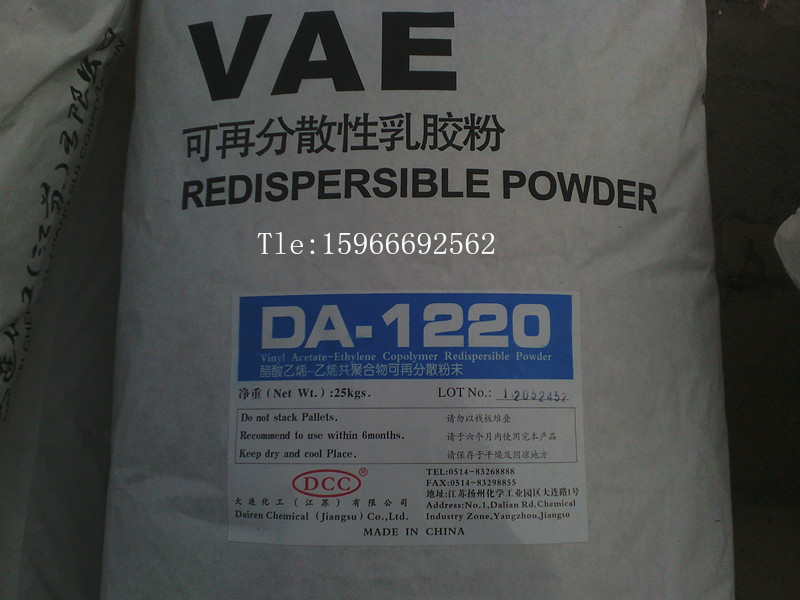 VAE
可再分散性乳胶粉
REDISPERSIBLE POWDER
Tle:15966692562
DA-1220
Vinyl Acetate-Ethylene Copolymer Redispersible Powder
醋酸乙烯-乙烯共聚合物可再分散粉末
净重(Net Wt.):25kgs.
LOT No.: 12052452
Do not stack Pallets.
请勿以栈板堆叠
Recommend to use within 6months.
请于六个月内使用完本产品
Keep dry and cool Place.
请保存于干燥及阴凉地方
DCC®
大连化工(江苏)有限公司
Dairen Chemical (Jiangsu) Co.,Ltd.
TEL:0514-83268888
FAX:0514-83298855
地址:江苏扬州化学工业园区大连路1号
Address:No.1,Dalian Rd.Chemical
Industry Zone,Yangzhou,Jiangsu
MADE IN CHINA
(江苏)有限公司